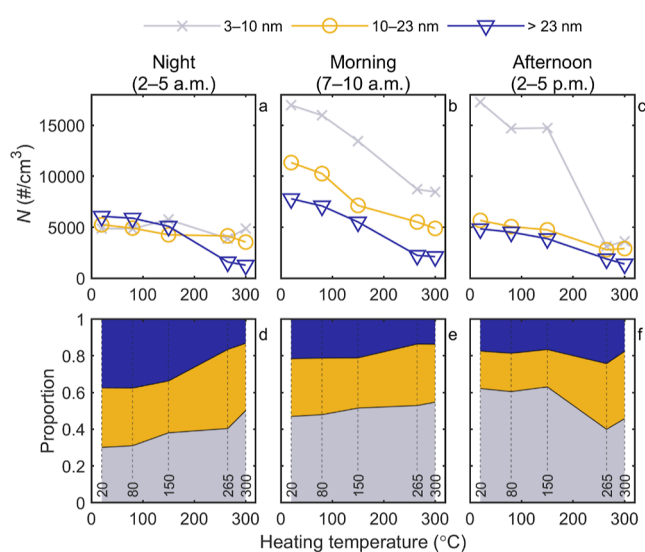 3–10 nm 10–23 nm > 23 nm
Night Morning Afternoon
(2–5 a.m.) (7–10 a.m.) (2–5 p.m.)
a b c
15000
10000
5000
0
N (#/cm³)
0 100 200 300 0 100 200 300 0 100 200 300
d e f
1
0.8
0.6
0.4
0.2
0
Proportion
20 80 150 265 300 20 80 150 265 300 20 80 150 265 300
0 100 200 300 0 100 200 300 0 100 200 300
Heating temperature (°C)